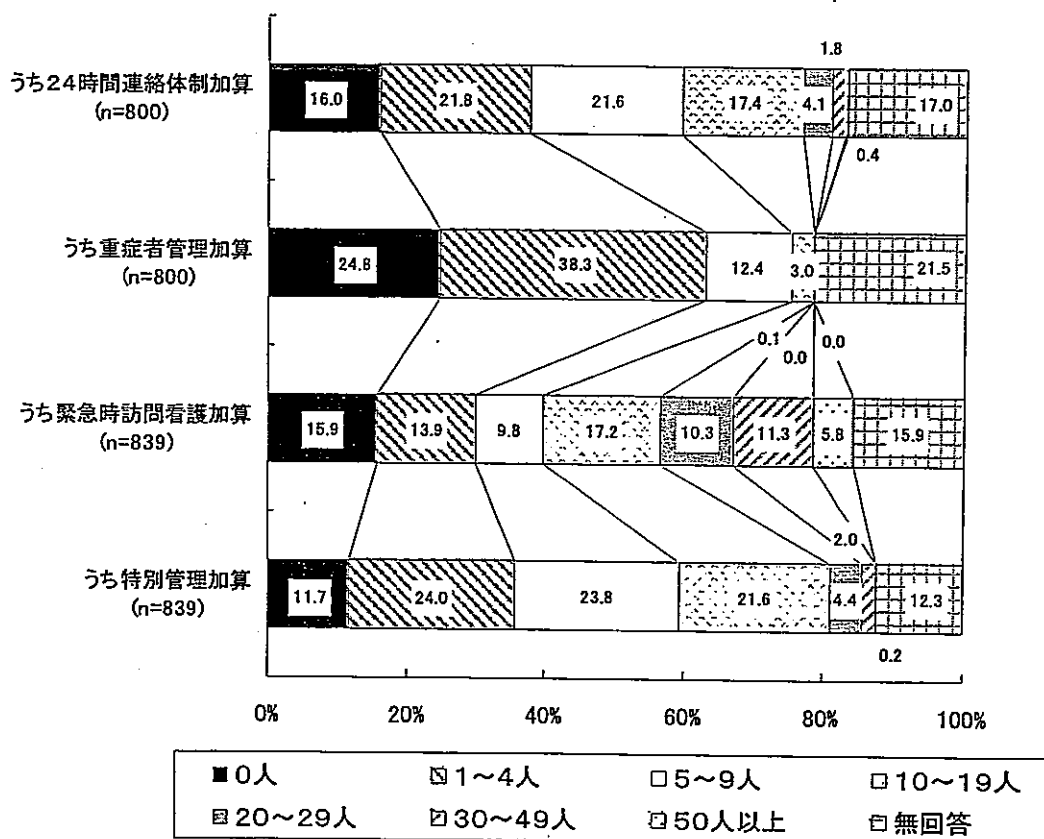 1.8
うち24時間連絡体制加算
(n=800)
16.0 21.8 21.6 17.4 4.1 17.0
0.4
うち重症者管理加算
(n=800)
24.8 38.3 12.4 3.0 21.5
0.1 0.0 0.0
うち緊急時訪問看護加算
(n=839)
15.9 13.9 9.8 17.2 10.3 11.3 5.8 15.9
2.0
うち特別管理加算
(n=839)
11.7 24.0 23.8 21.6 4.4 12.3
0.2
0% 20% 40% 60% 80% 100%
0人 1~4人 5~9人 10~19人
20~29人 30~49人 50人以上 無回答